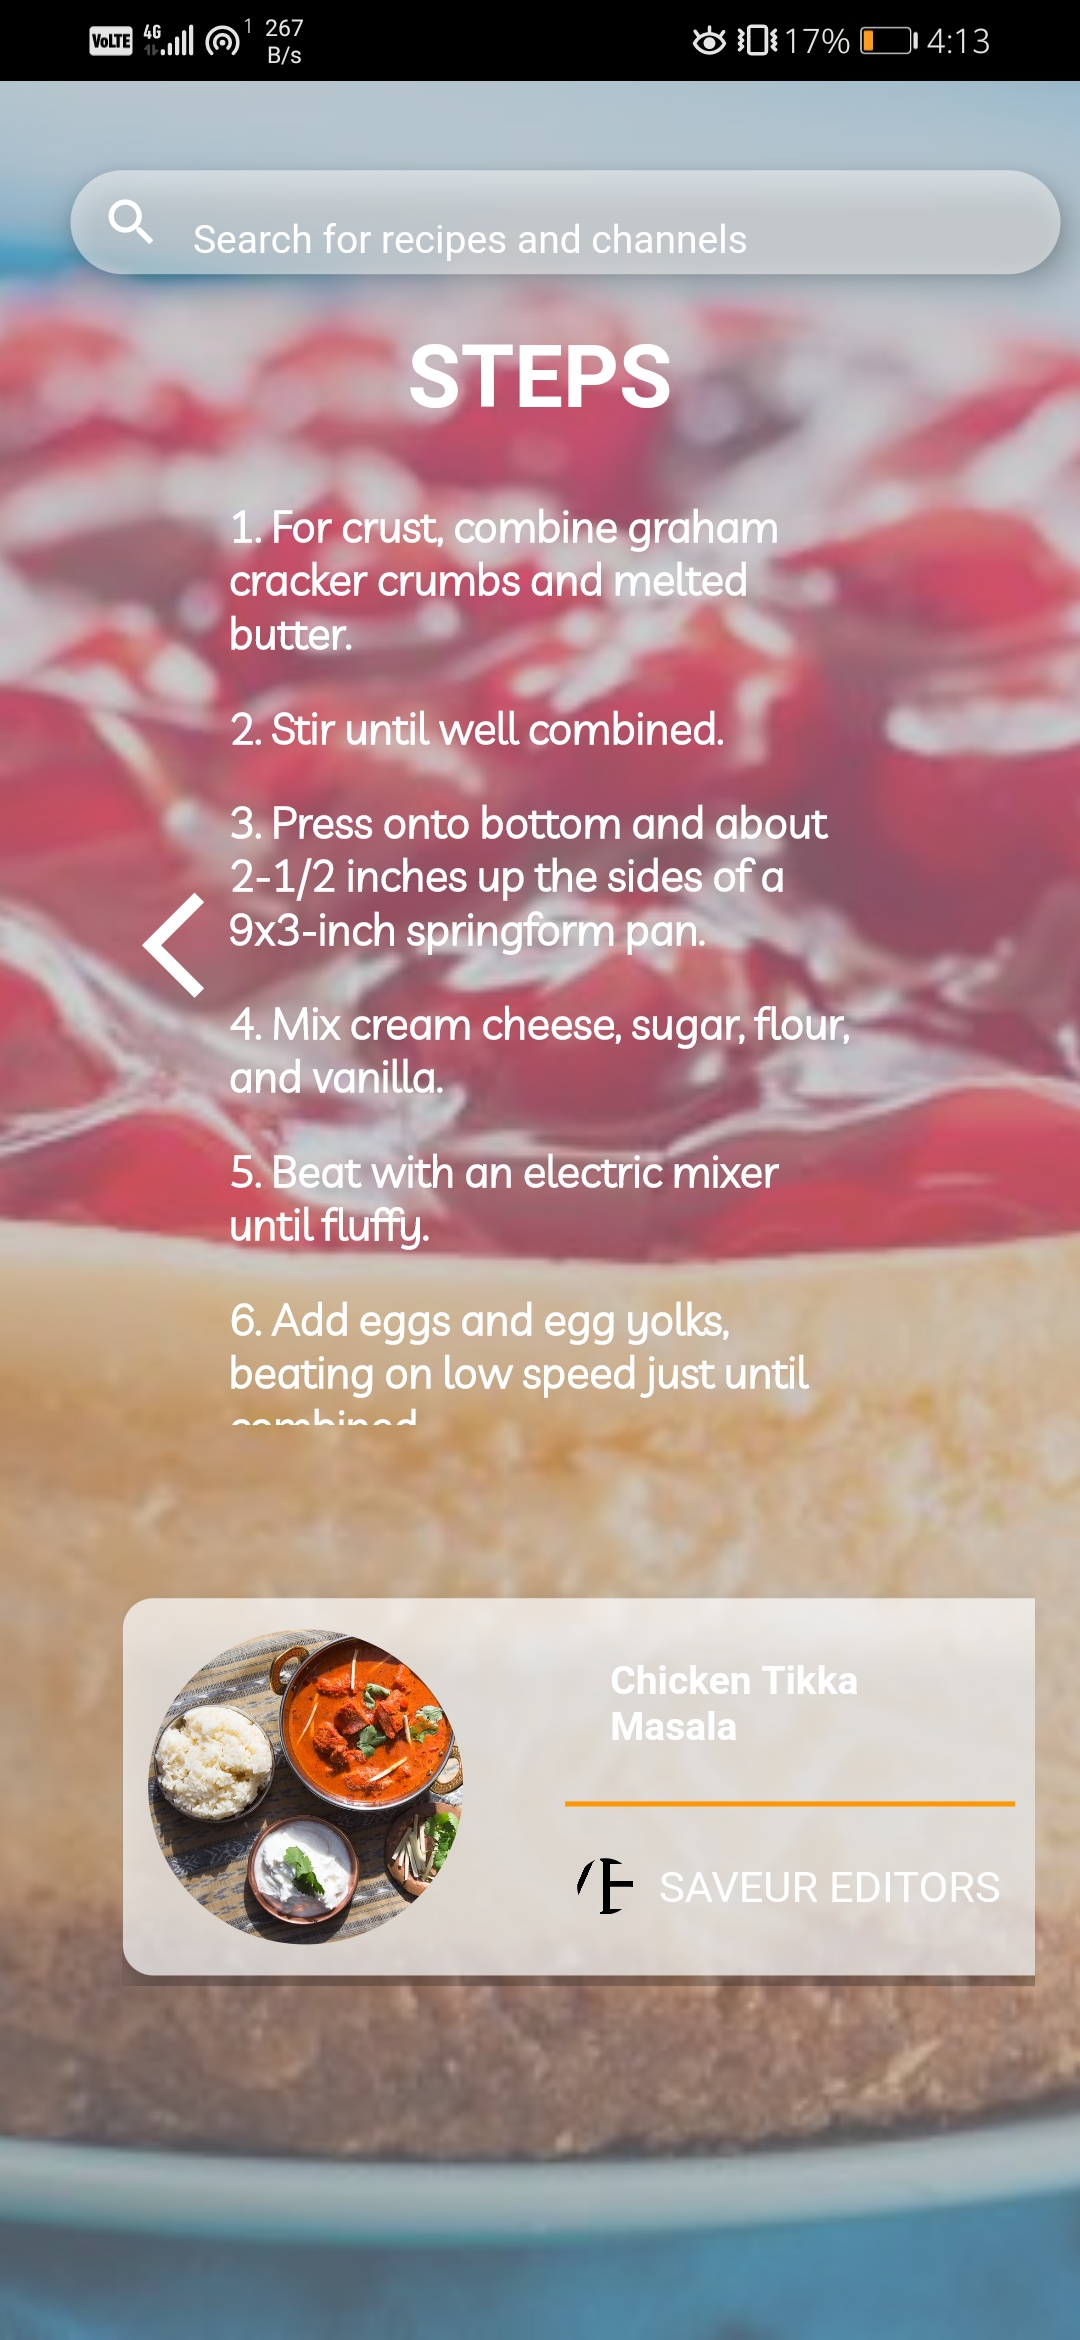 VoLTE 4G 1 267 B/s 17% 4:13
Search for recipes and channels
STEPS
1. For crust, combine graham
cracker crumbs and melted
butter.
2. Stir until well combined.
3. Press onto bottom and about
2-1/2 inches up the sides of a
9x3-inch springform pan.
4. Mix cream cheese, sugar, flour,
and vanilla.
5. Beat with an electric mixer
until fluffy.
6. Add eggs and egg yolks,
beating on low speed just until
combined
Chicken Tikka
Masala
SAVEUR EDITORS